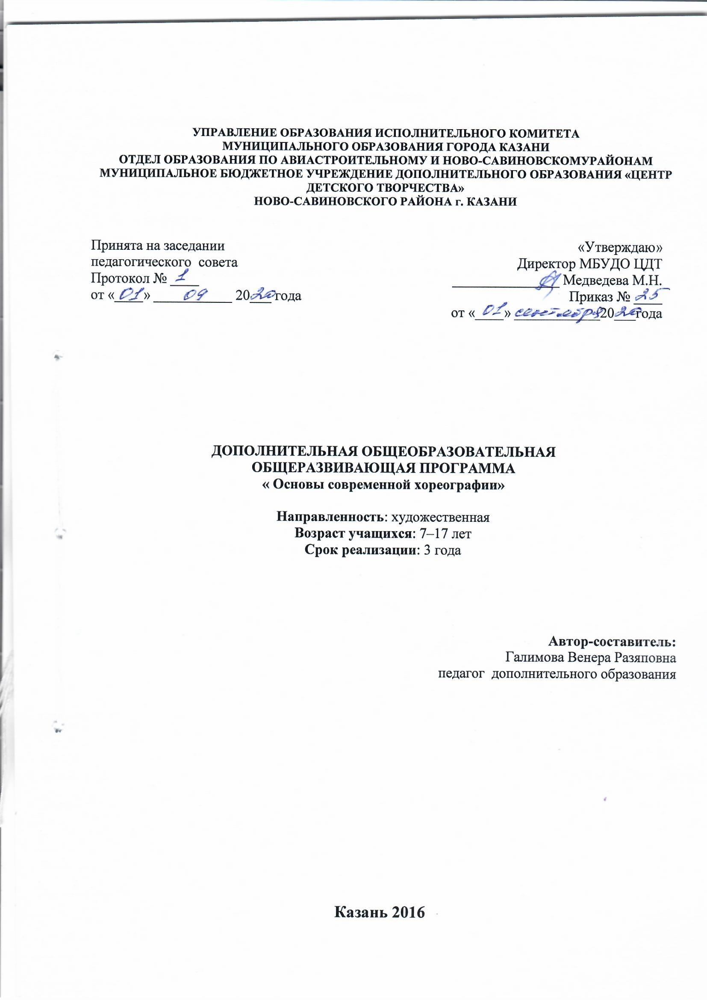 УПРАВЛЕНИЕ ОБРАЗОВАНИЯ ИСПОЛНИТЕЛЬНОГО КОМИТЕТА
МУНИЦИПАЛЬНОГО ОБРАЗОВАНИЯ ГОРОДА КАЗАНИ
ОТДЕЛ ОБРАЗОВАНИЯ ПО АВИАСТРОИТЕЛЬНОМУ И НОВО-САВИНОВСКОМУРАЙОНАМ
МУНИЦИПАЛЬНОЕ БЮДЖЕТНОЕ УЧРЕЖДЕНИЕ ДОПОЛНИТЕЛЬНОГО ОБРАЗОВАНИЯ «ЦЕНТР
ДЕТСКОГО ТВОРЧЕСТВА»
НОВО-САВИНОВСКОГО РАЙОНА г. КАЗАНИ
Принята на заседании
педагогического совета
Протокол № 1
от «01» 09 2020 года
«Утверждаю»
Директор МБУДО ЦДТ
Медведева М.Н.
Приказ № 25
от «01» сентября 2020 года
ДОПОЛНИТЕЛЬНАЯ ОБЩЕОБРАЗОВАТЕЛЬНАЯ
ОБЩЕРАЗВИВАЮЩАЯ ПРОГРАММА
« Основы современной хореографии»
Направленность: художественная
Возраст учащихся: 7–17 лет
Срок реализации: 3 года
Автор-составитель:
Галимова Венера Разяповна
педагог дополнительного образования
Казань 2016